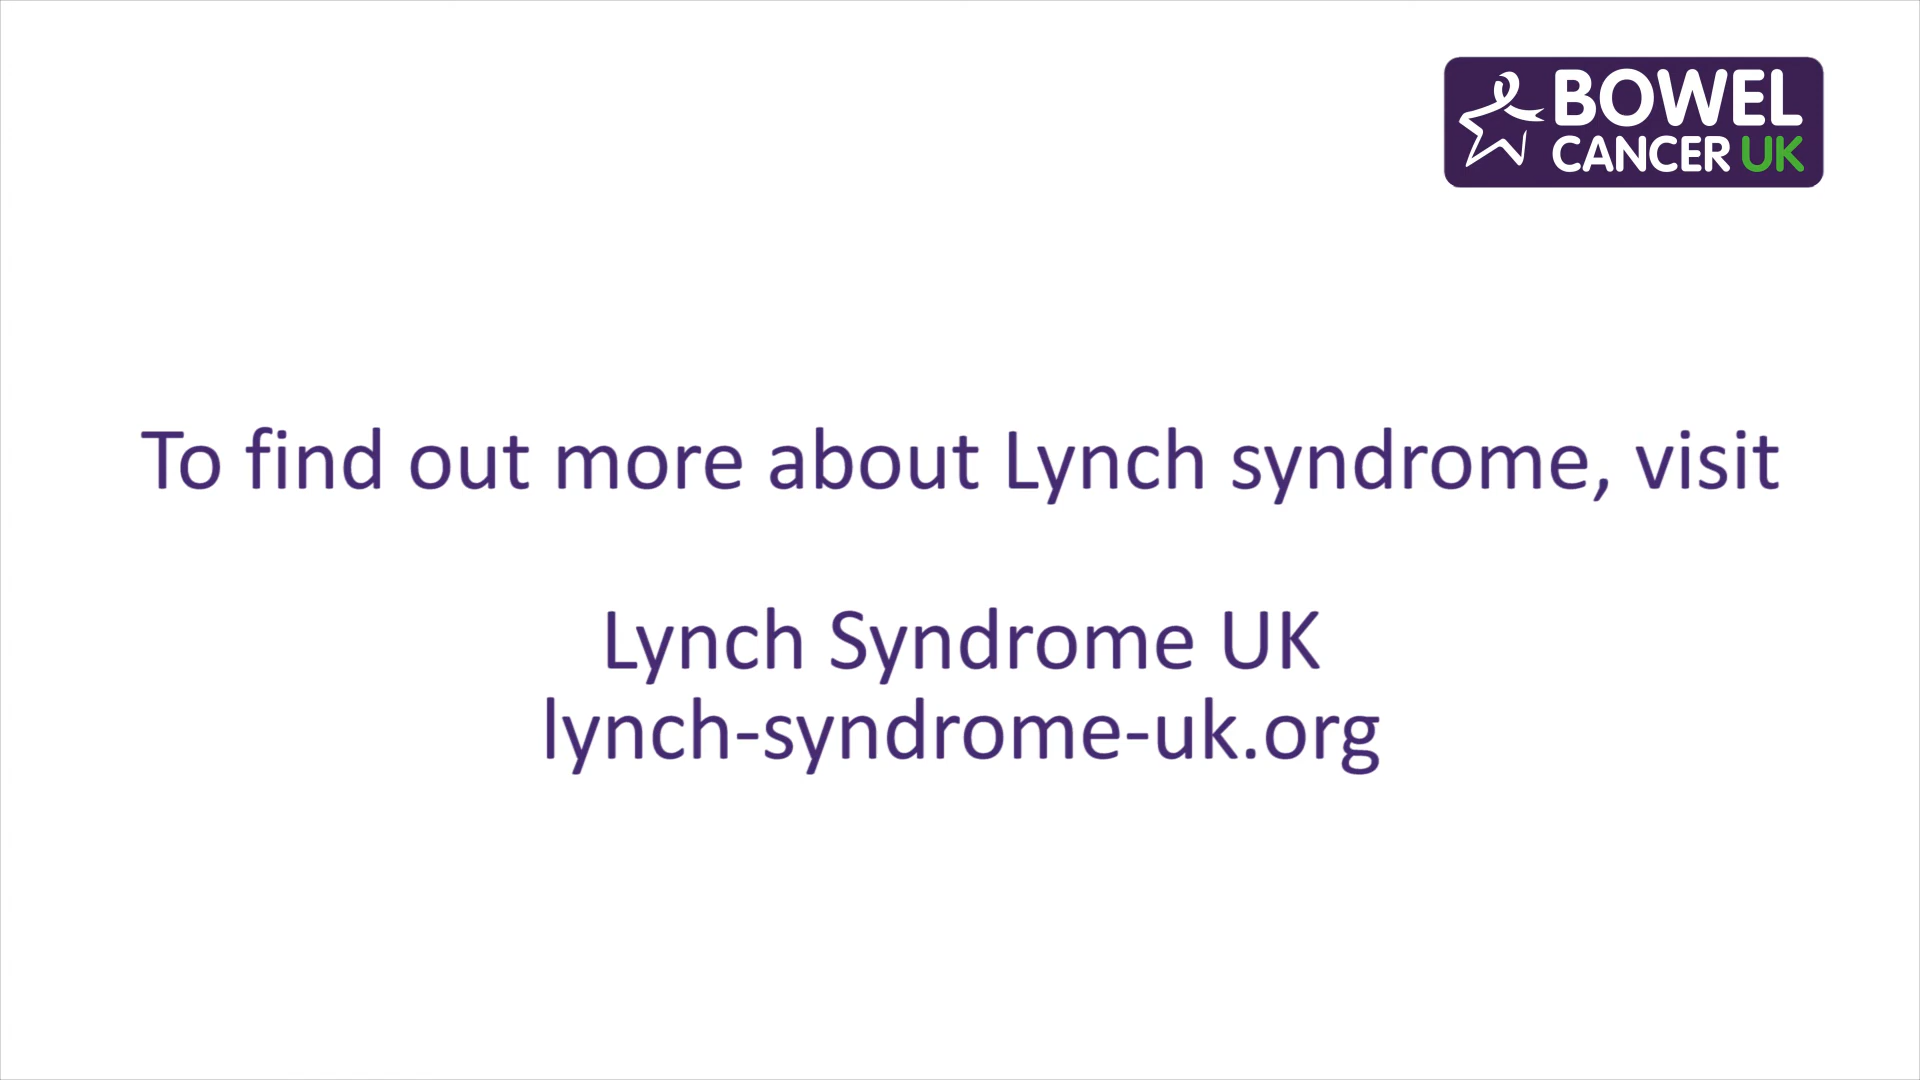 BOWEL
CANCER UK
To find out more about Lynch syndrome, visit
Lynch Syndrome UK
lynch-syndrome-uk.org